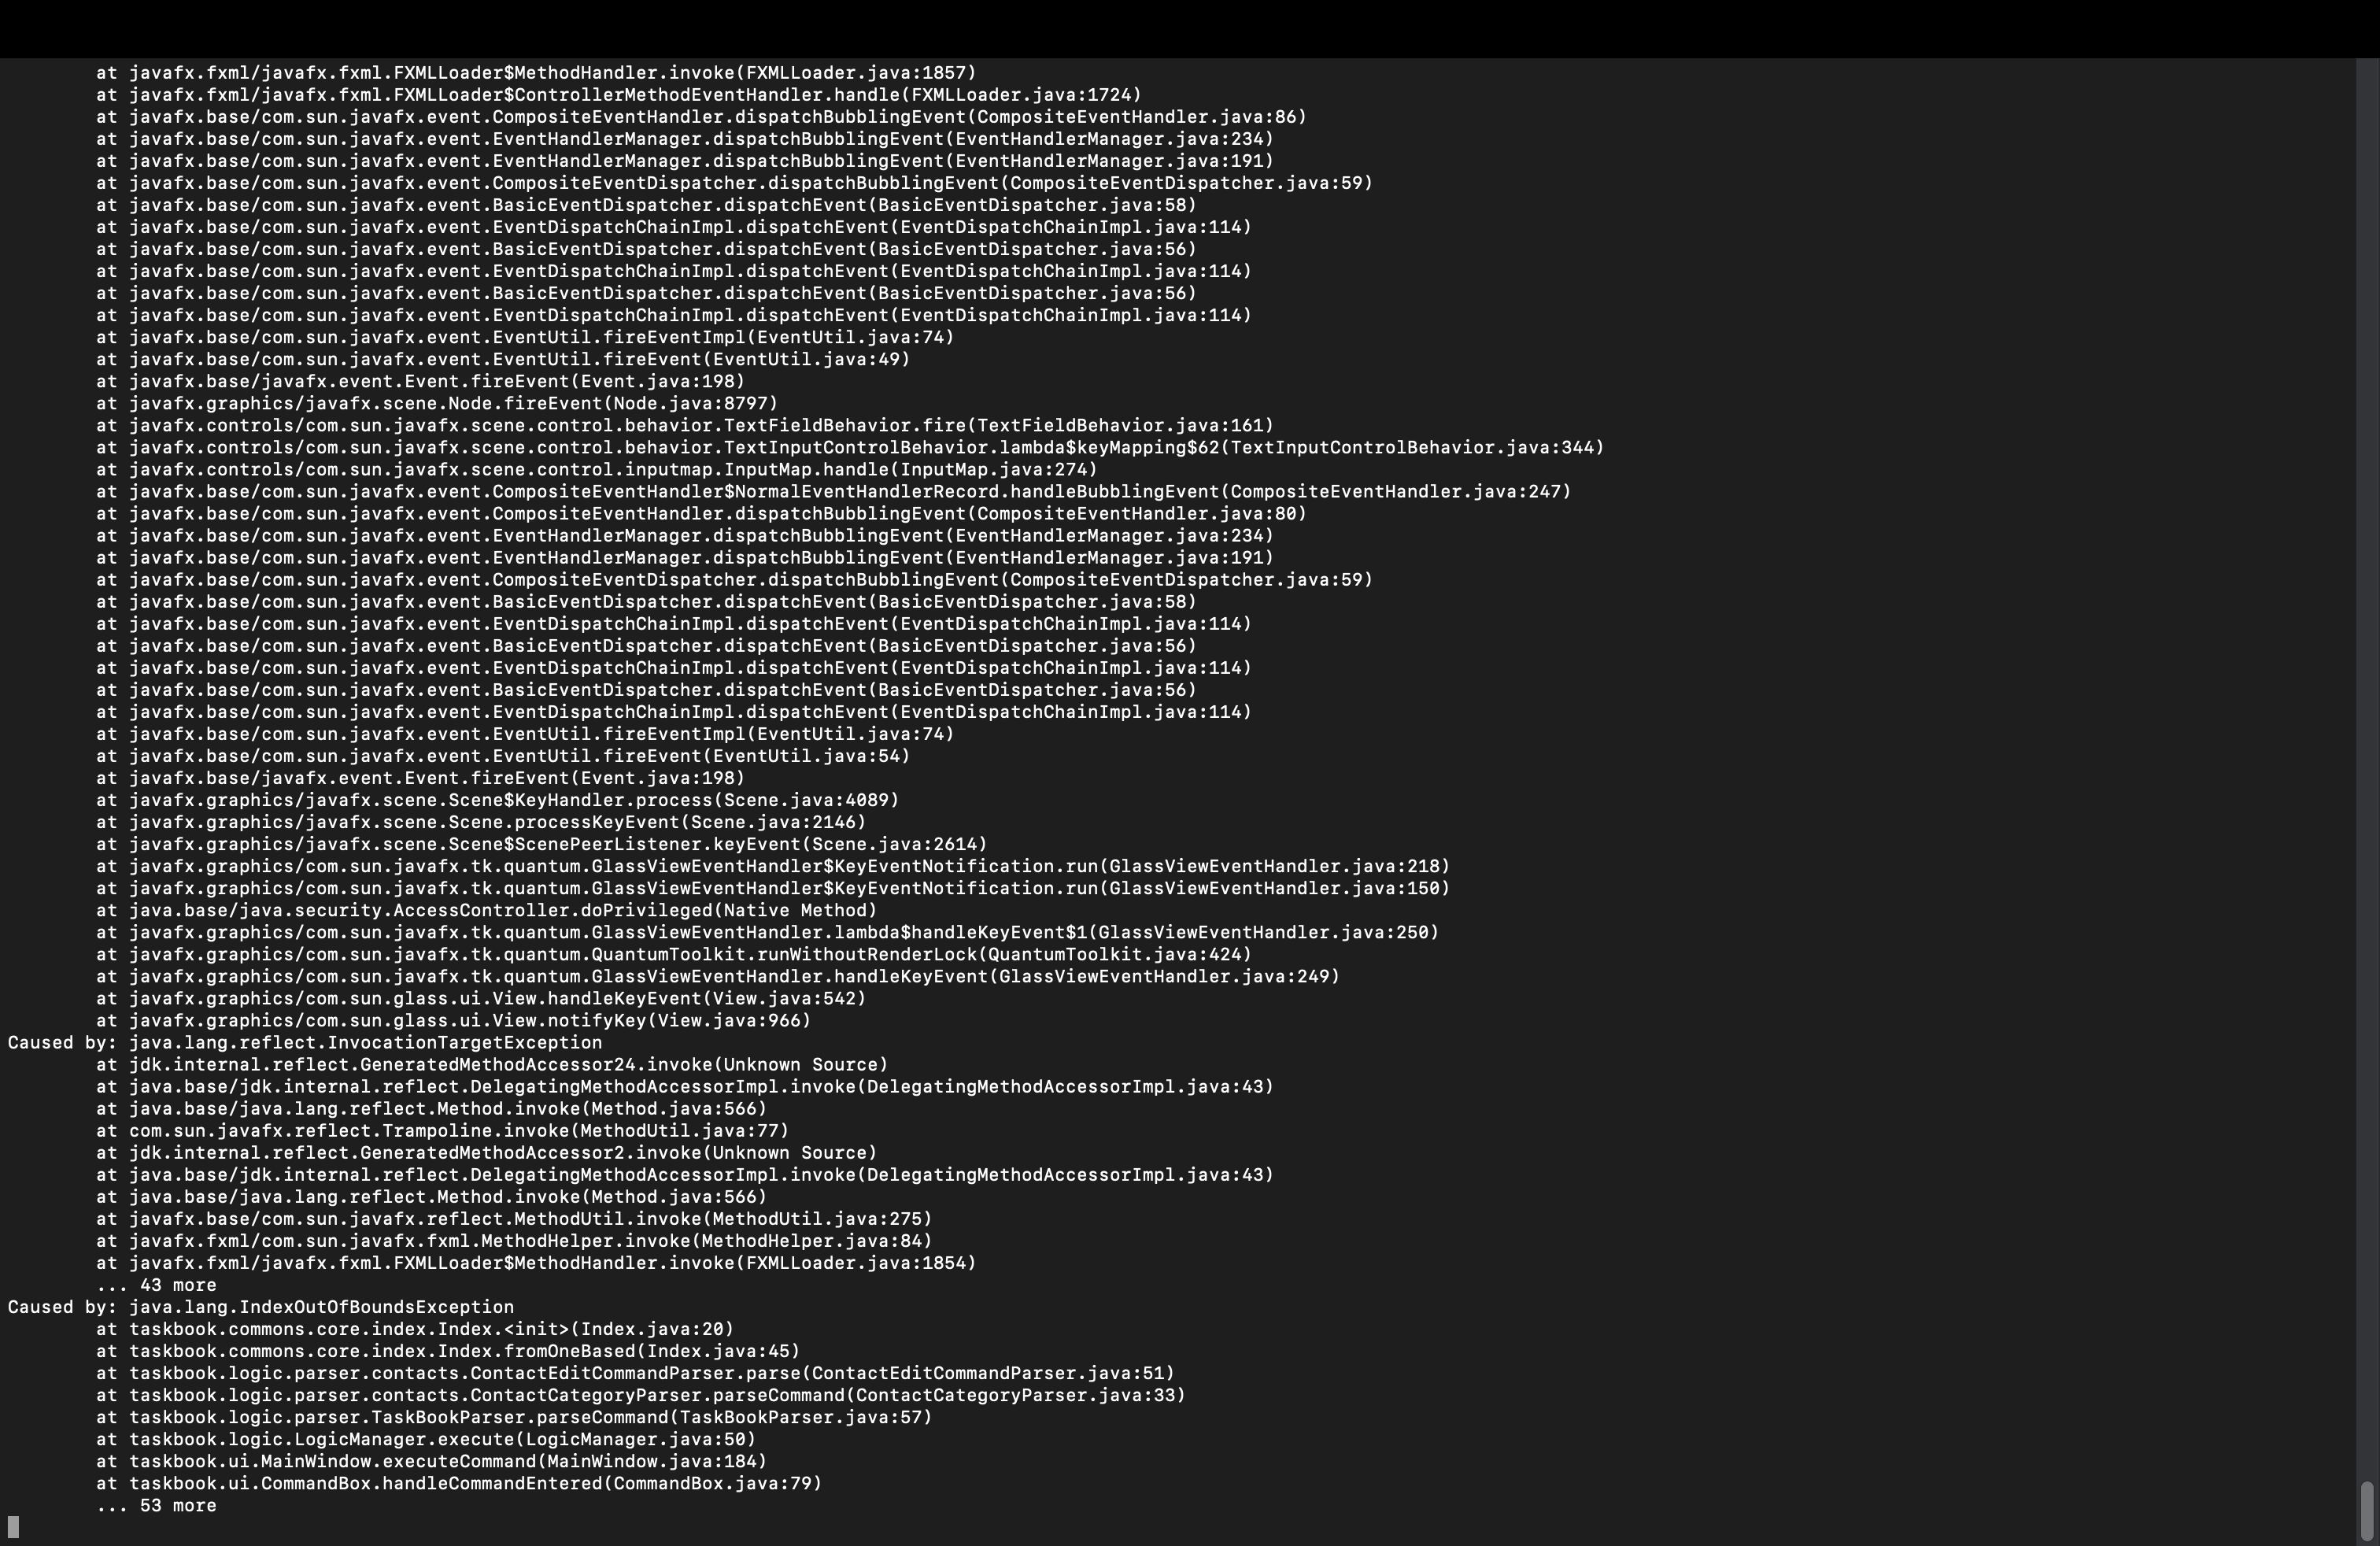 at javafx.fxml/javafx.fxml.FXMLLoader$MethodHandler.invoke(FXMLLoader.java:1857)
at javafx.fxml/javafx.fxml.FXMLLoader$ControllerMethodEventHandler.handle(FXMLLoader.java:1724)
at javafx.base/com.sun.javafx.event.CompositeEventHandler.dispatchBubblingEvent(CompositeEventHandler.java:86)
at javafx.base/com.sun.javafx.event.EventHandlerManager.dispatchBubblingEvent(EventHandlerManager.java:234)
at javafx.base/com.sun.javafx.event.EventHandlerManager.dispatchBubblingEvent(EventHandlerManager.java:191)
at javafx.base/com.sun.javafx.event.CompositeEventDispatcher.dispatchBubblingEvent(CompositeEventDispatcher.java:59)
at javafx.base/com.sun.javafx.event.BasicEventDispatcher.dispatchEvent(BasicEventDispatcher.java:58)
at javafx.base/com.sun.javafx.event.EventDispatchChainImpl.dispatchEvent(EventDispatchChainImpl.java:114)
at javafx.base/com.sun.javafx.event.BasicEventDispatcher.dispatchEvent(BasicEventDispatcher.java:56)
at javafx.base/com.sun.javafx.event.EventDispatchChainImpl.dispatchEvent(EventDispatchChainImpl.java:114)
at javafx.base/com.sun.javafx.event.BasicEventDispatcher.dispatchEvent(BasicEventDispatcher.java:56)
at javafx.base/com.sun.javafx.event.EventDispatchChainImpl.dispatchEvent(EventDispatchChainImpl.java:114)
at javafx.base/com.sun.javafx.event.EventUtil.fireEventImpl(EventUtil.java:74)
at javafx.base/com.sun.javafx.event.EventUtil.fireEvent(EventUtil.java:49)
at javafx.base/javafx.event.Event.fireEvent(Event.java:198)
at javafx.graphics/javafx.scene.Node.fireEvent(Node.java:8797)
at javafx.controls/com.sun.javafx.scene.control.behavior.TextFieldBehavior.fire(TextFieldBehavior.java:161)
at javafx.controls/com.sun.javafx.scene.control.behavior.TextInputControlBehavior.lambda$keyMapping$62(TextInputControlBehavior.java:344)
at javafx.controls/com.sun.javafx.scene.control.inputmap.InputMap.handle(InputMap.java:274)
at javafx.base/com.sun.javafx.event.CompositeEventHandler$NormalEventHandlerRecord.handleBubblingEvent(CompositeEventHandler.java:247)
at javafx.base/com.sun.javafx.event.CompositeEventHandler.dispatchBubblingEvent(CompositeEventHandler.java:80)
at javafx.base/com.sun.javafx.event.EventHandlerManager.dispatchBubblingEvent(EventHandlerManager.java:234)
at javafx.base/com.sun.javafx.event.EventHandlerManager.dispatchBubblingEvent(EventHandlerManager.java:191)
at javafx.base/com.sun.javafx.event.CompositeEventDispatcher.dispatchBubblingEvent(CompositeEventDispatcher.java:59)
at javafx.base/com.sun.javafx.event.BasicEventDispatcher.dispatchEvent(BasicEventDispatcher.java:58)
at javafx.base/com.sun.javafx.event.EventDispatchChainImpl.dispatchEvent(EventDispatchChainImpl.java:114)
at javafx.base/com.sun.javafx.event.BasicEventDispatcher.dispatchEvent(BasicEventDispatcher.java:56)
at javafx.base/com.sun.javafx.event.EventDispatchChainImpl.dispatchEvent(EventDispatchChainImpl.java:114)
at javafx.base/com.sun.javafx.event.BasicEventDispatcher.dispatchEvent(BasicEventDispatcher.java:56)
at javafx.base/com.sun.javafx.event.EventDispatchChainImpl.dispatchEvent(EventDispatchChainImpl.java:114)
at javafx.base/com.sun.javafx.event.EventUtil.fireEventImpl(EventUtil.java:74)
at javafx.base/com.sun.javafx.event.EventUtil.fireEvent(EventUtil.java:54)
at javafx.base/javafx.event.Event.fireEvent(Event.java:198)
at javafx.graphics/javafx.scene.Scene$KeyHandler.process(Scene.java:4089)
at javafx.graphics/javafx.scene.Scene.processKeyEvent(Scene.java:2146)
at javafx.graphics/javafx.scene.Scene$ScenePeerListener.keyEvent(Scene.java:2614)
at javafx.graphics/com.sun.javafx.tk.quantum.GlassViewEventHandler$KeyEventNotification.run(GlassViewEventHandler.java:218)
at javafx.graphics/com.sun.javafx.tk.quantum.GlassViewEventHandler$KeyEventNotification.run(GlassViewEventHandler.java:150)
at java.base/java.security.AccessController.doPrivileged(Native Method)
at javafx.graphics/com.sun.javafx.tk.quantum.GlassViewEventHandler.lambda$handleKeyEvent$1(GlassViewEventHandler.java:250)
at javafx.graphics/com.sun.javafx.tk.quantum.QuantumToolkit.runWithoutRenderLock(QuantumToolkit.java:424)
at javafx.graphics/com.sun.javafx.tk.quantum.GlassViewEventHandler.handleKeyEvent(GlassViewEventHandler.java:249)
at javafx.graphics/com.sun.glass.ui.View.handleKeyEvent(View.java:542)
at javafx.graphics/com.sun.glass.ui.View.notifyKey(View.java:966)
Caused by: java.lang.reflect.InvocationTargetException
at jdk.internal.reflect.GeneratedMethodAccessor24.invoke(Unknown Source)
at java.base/jdk.internal.reflect.DelegatingMethodAccessorImpl.invoke(DelegatingMethodAccessorImpl.java:43)
at java.base/java.lang.reflect.Method.invoke(Method.java:566)
at com.sun.javafx.reflect.Trampoline.invoke(MethodUtil.java:77)
at jdk.internal.reflect.GeneratedMethodAccessor2.invoke(Unknown Source)
at java.base/jdk.internal.reflect.DelegatingMethodAccessorImpl.invoke(DelegatingMethodAccessorImpl.java:43)
at java.base/java.lang.reflect.Method.invoke(Method.java:566)
at javafx.base/com.sun.javafx.reflect.MethodUtil.invoke(MethodUtil.java:275)
at javafx.fxml/com.sun.javafx.fxml.MethodHelper.invoke(MethodHelper.java:84)
at javafx.fxml/javafx.fxml.FXMLLoader$MethodHandler.invoke(FXMLLoader.java:1854)
... 43 more
Caused by: java.lang.IndexOutOfBoundsException
at taskbook.commons.core.index.Index.<init>(Index.java:20)
at taskbook.commons.core.index.Index.fromOneBased(Index.java:45)
at taskbook.logic.parser.contacts.ContactEditCommandParser.parse(ContactEditCommandParser.java:51)
at taskbook.logic.parser.contacts.ContactCategoryParser.parseCommand(ContactCategoryParser.java:33)
at taskbook.logic.parser.TaskBookParser.parseCommand(TaskBookParser.java:57)
at taskbook.logic.LogicManager.execute(LogicManager.java:50)
at taskbook.ui.MainWindow.executeCommand(MainWindow.java:184)
at taskbook.ui.CommandBox.handleCommandEntered(CommandBox.java:79)
... 53 more